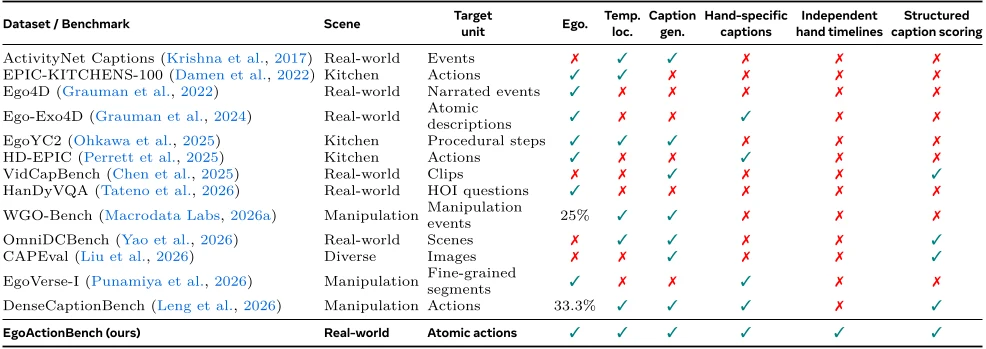 Dataset / Benchmark Scene Target unit Ego. Temp. loc. Caption gen. Hand-specific captions Independent hand timelines Structured caption scoring
ActivityNet Captions (Krishna et al., 2017) Real-world Events ✗ ✓ ✓ ✗ ✗ ✗
EPIC-KITCHENS-100 (Damen et al., 2022) Kitchen Actions ✓ ✓ ✗ ✗ ✗ ✗
Ego4D (Grauman et al., 2022) Real-world Narrated events ✓ ✗ ✗ ✗ ✗ ✗
Ego-Exo4D (Grauman et al., 2024) Real-world Atomic descriptions ✓ ✗ ✗ ✓ ✗ ✗
EgoYC2 (Ohkawa et al., 2025) Kitchen Procedural steps ✓ ✓ ✓ ✗ ✗ ✗
HD-EPIC (Perrett et al., 2025) Kitchen Actions ✓ ✗ ✗ ✓ ✗ ✗
VidCapBench (Chen et al., 2025) Real-world Clips ✗ ✗ ✓ ✗ ✗ ✓
HanDyVQA (Tateno et al., 2026) Real-world HOI questions ✓ ✗ ✗ ✗ ✗ ✗
WGO-Bench (Macrodata Labs, 2026a) Manipulation Manipulation events 25% ✓ ✓ ✗ ✗ ✗
OmniDCBench (Yao et al., 2026) Real-world Scenes ✗ ✓ ✓ ✗ ✗ ✓
CAPEval (Liu et al., 2026) Diverse Images ✗ ✗ ✓ ✗ ✗ ✓
EgoVerse-I (Punamiya et al., 2026) Manipulation Fine-grained segments ✓ ✗ ✗ ✓ ✗ ✗
DenseCaptionBench (Leng et al., 2026) Manipulation Actions 33.3% ✓ ✓ ✓ ✗ ✓
EgoActionBench (ours) Real-world Atomic actions ✓ ✓ ✓ ✓ ✓ ✓